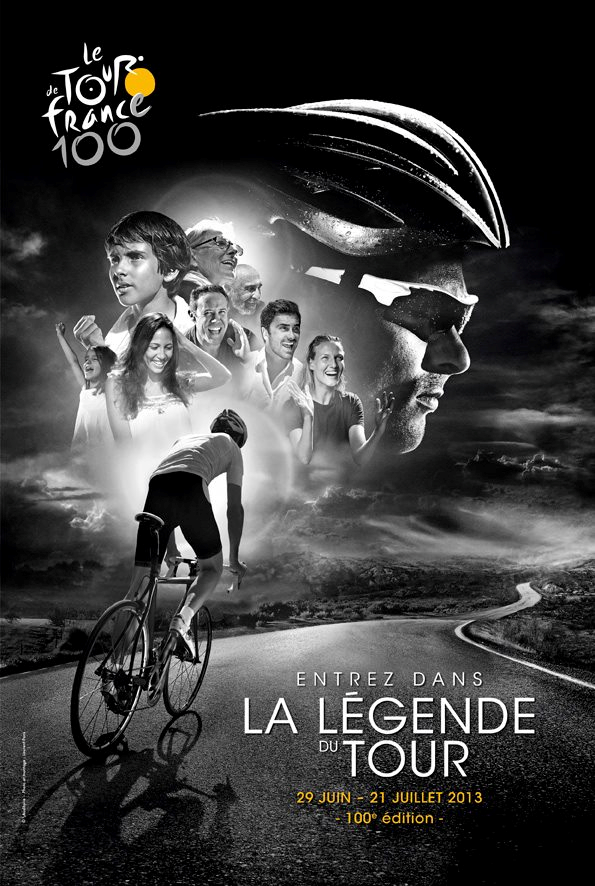 le
TOUR
de
france
100
ENTREZ DANS
LA LÉGENDE
DU
TOUR
29 JUIN – 21 JUILLET 2013
- 100e édition -